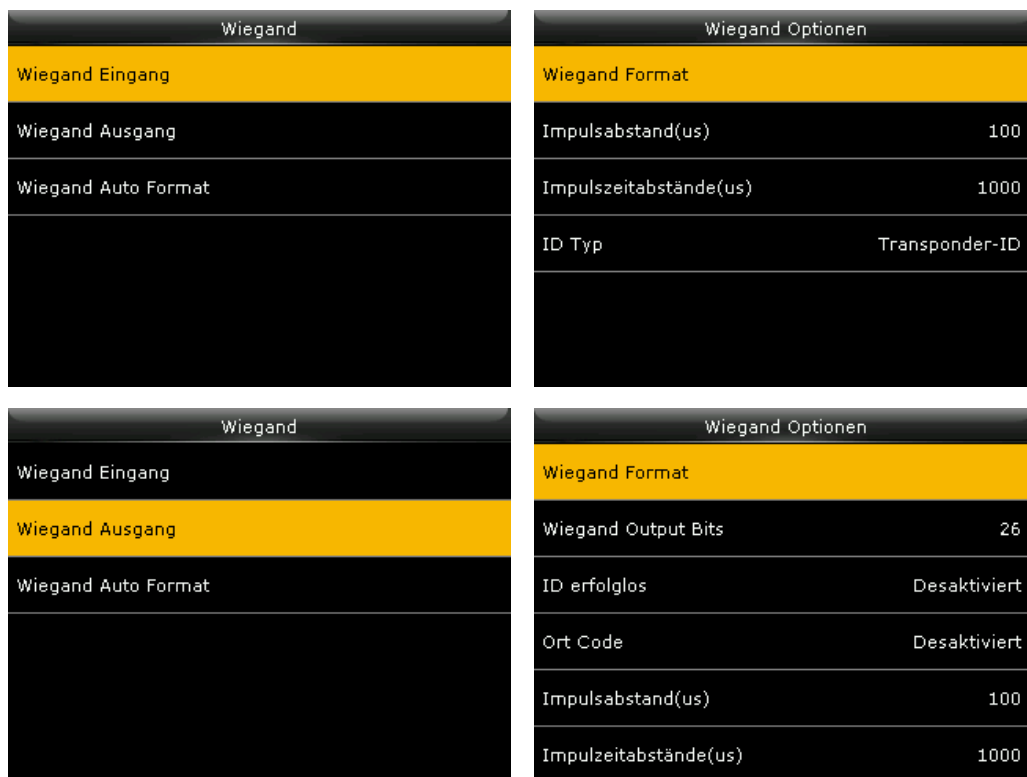 Wiegand
Wiegand Eingang
Wiegand Ausgang
Wiegand Auto Format
Wiegand Optionen
Wiegand Format
Impulsabstand(us) 100
Impulszeitabstände(us) 1000
ID Typ Transponder-ID
Wiegand
Wiegand Eingang
Wiegand Ausgang
Wiegand Auto Format
Wiegand Optionen
Wiegand Format
Wiegand Output Bits 26
ID erfolglos Desaktiviert
Ort Code Desaktiviert
Impulsabstand(us) 100
Impulzeitabstände(us) 1000